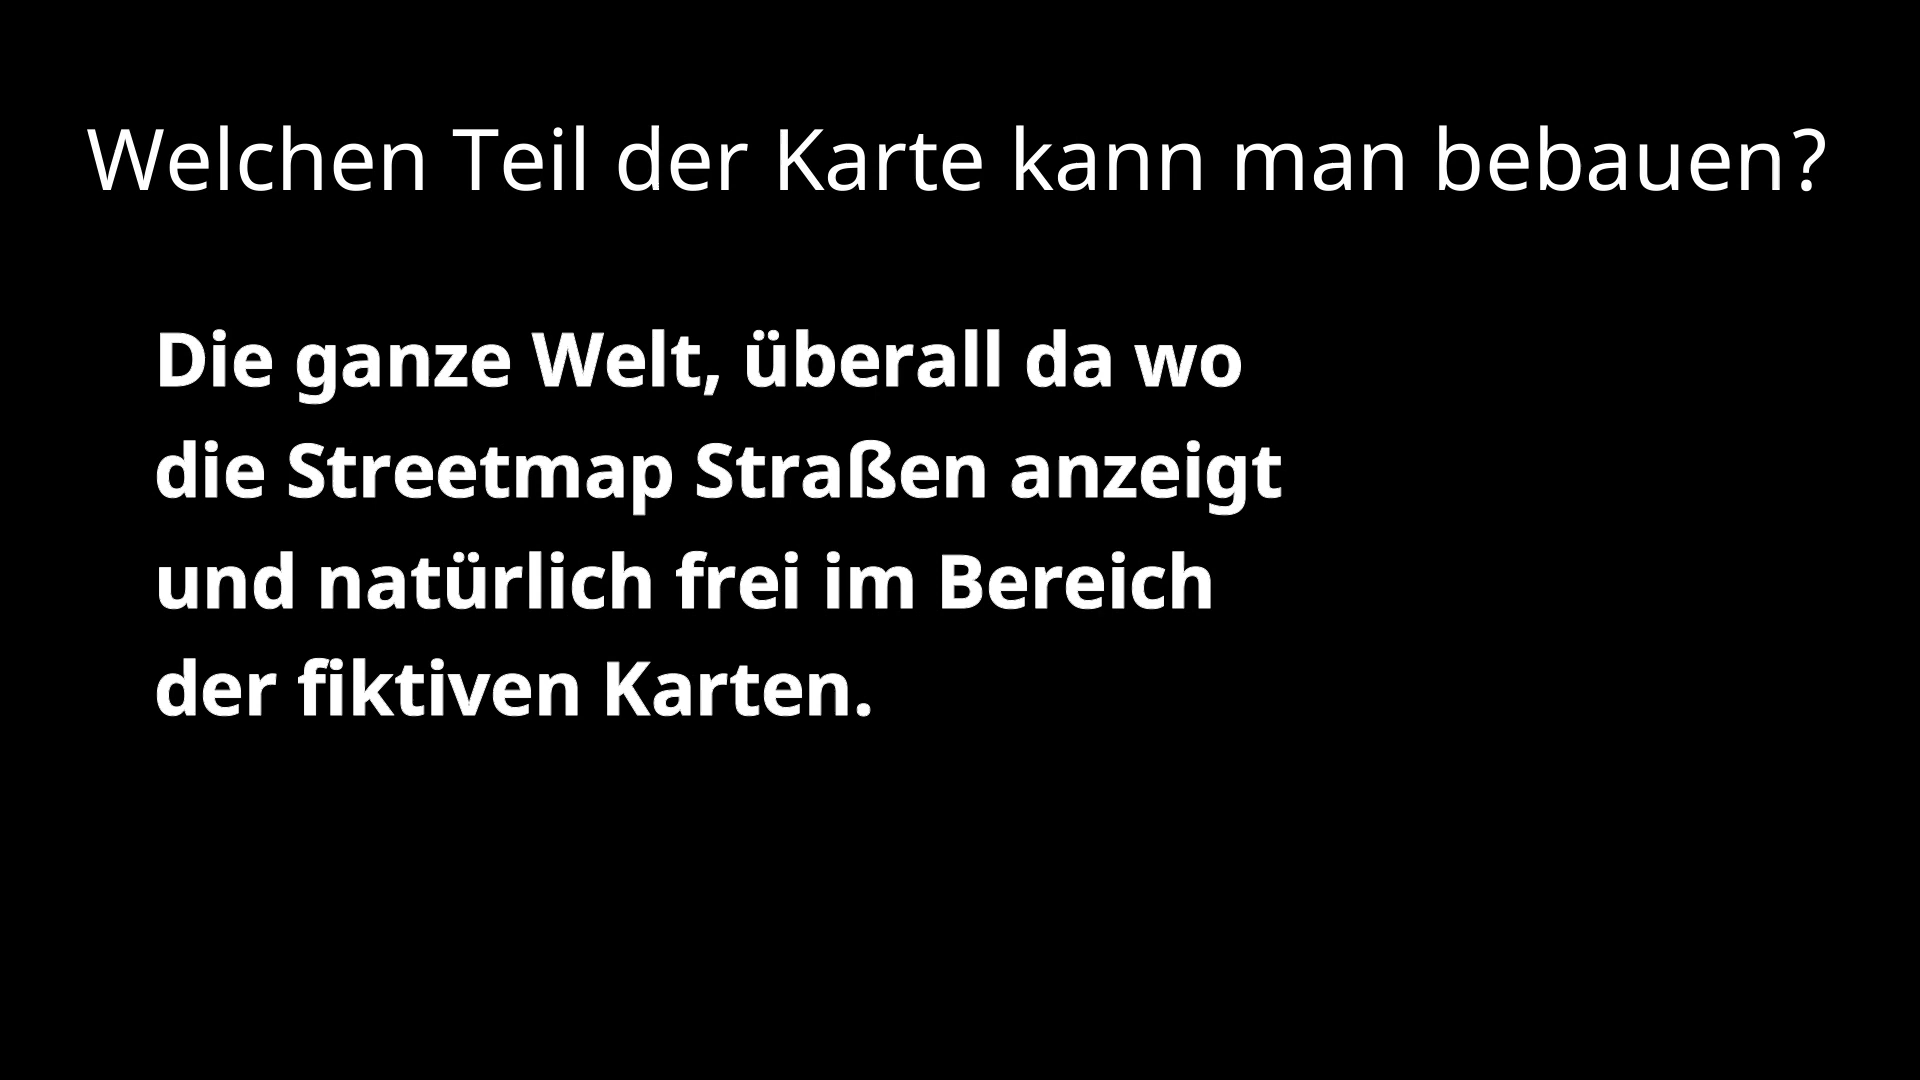 Welchen Teil der Karte kann man bebauen?
Die ganze Welt, überall da wo
die Streetmap Straßen anzeigt
und natürlich frei im Bereich
der fiktiven Karten.